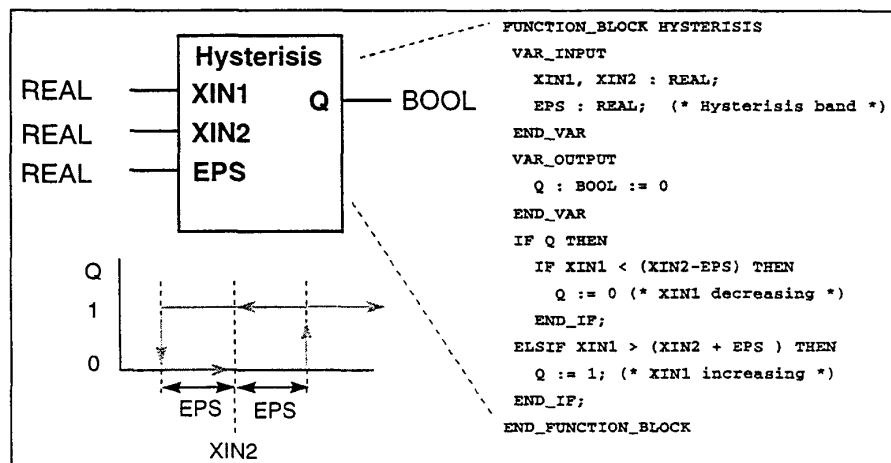 Hysterisis
REAL XIN1 Q BOOL
REAL XIN2
REAL EPS
Q
1
0
EPS EPS
XIN2
FUNCTION_BLOCK HYSTERISIS
VAR_INPUT
XIN1, XIN2 : REAL;
EPS : REAL; (* Hysterisis band *)
END_VAR
VAR_OUTPUT
Q : BOOL := 0
END_VAR
IF Q THEN
IF XIN1 < (XIN2-EPS) THEN
Q := 0 (* XIN1 decreasing *)
END_IF;
ELSIF XIN1 > (XIN2 + EPS ) THEN
Q := 1; (* XIN1 increasing *)
END_IF;
END_FUNCTION_BLOCK